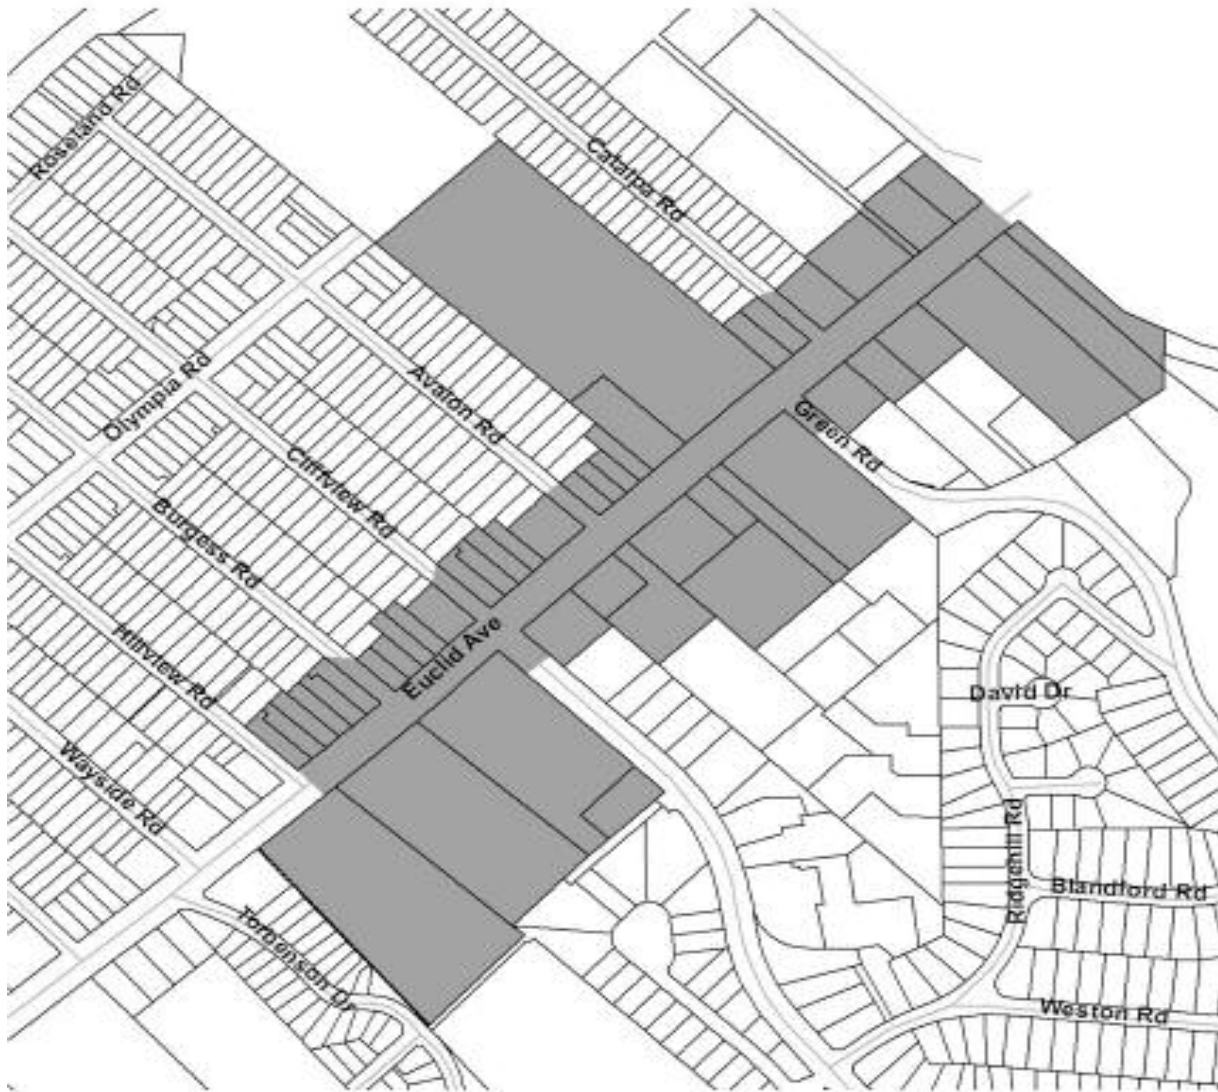 Roseland Rd
Catalpa Rd
Olympia Rd
Avalon Rd
Green Rd
Cliffview Rd
Burgess Rd
Hillview Rd
Euclid Ave
David Dr
Wayside Rd
Ridgehill Rd
Blandford Rd
Torbenson Dr
Weston Rd